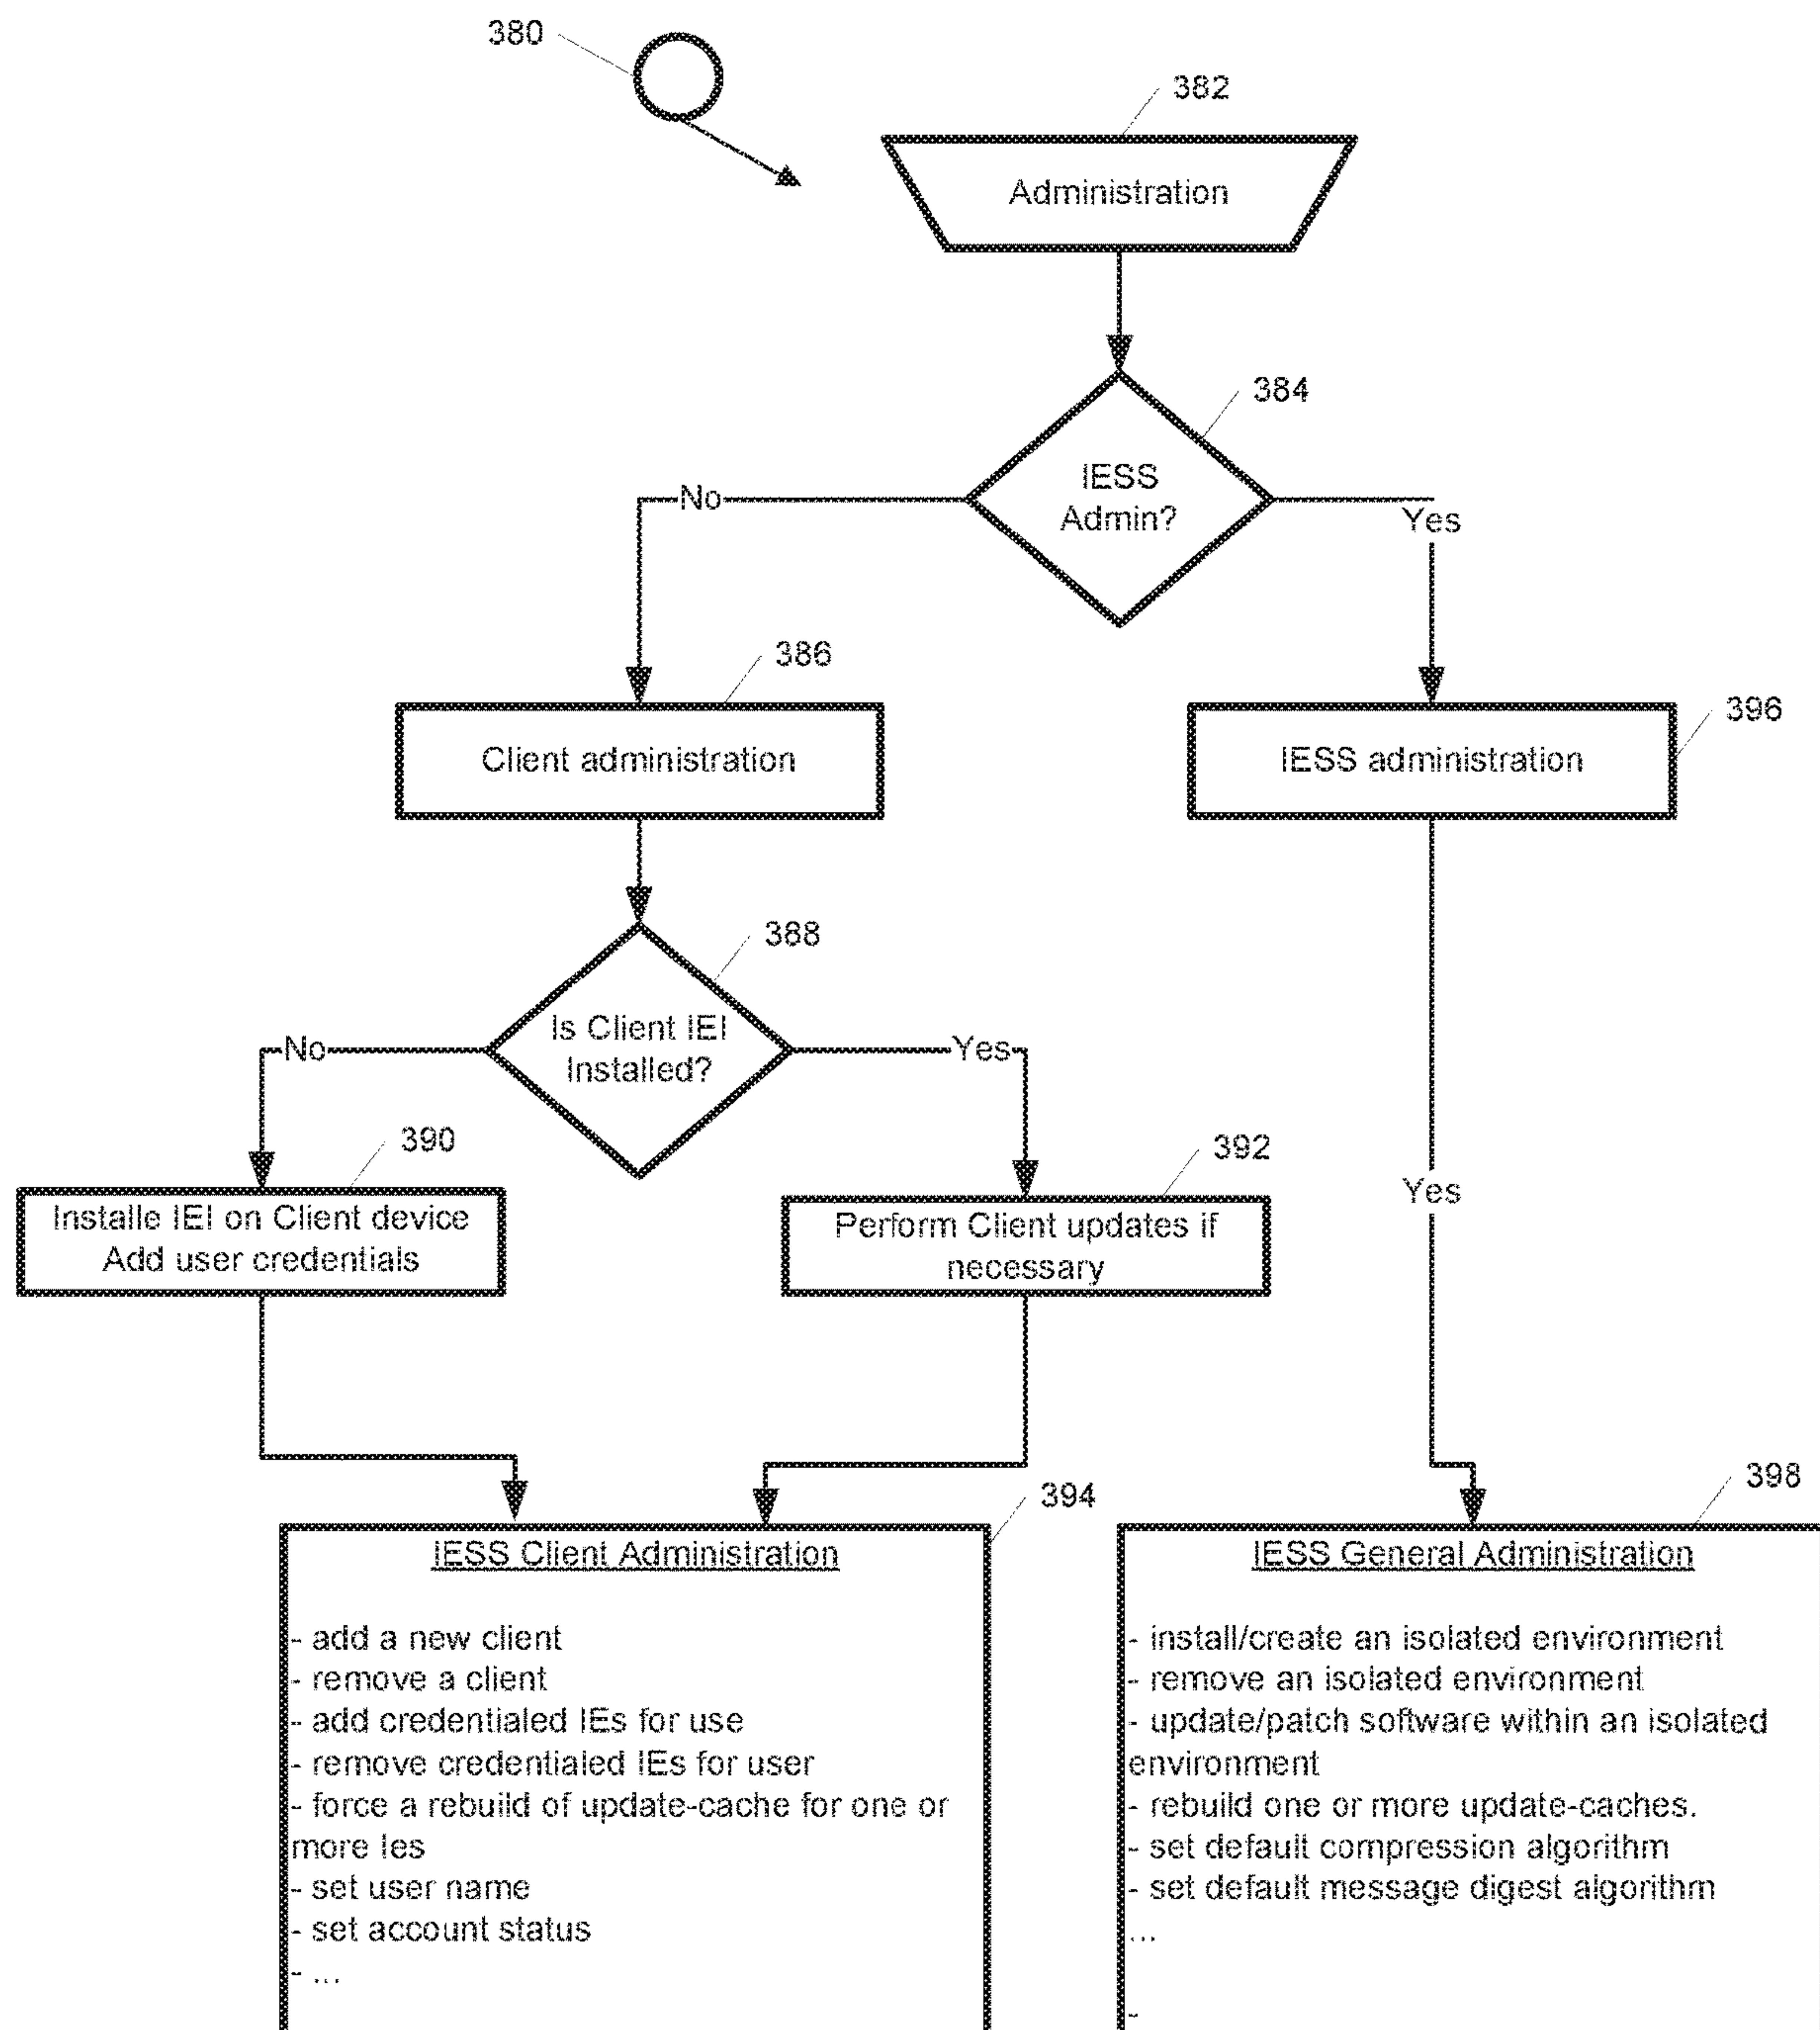 380
382
Administration
384
IESS
Admin?
No
Yes
386
396
Client administration
IESS administration
388
Is Client IEI
Installed?
No
Yes
390
392
Installe IEI on Client device
Add user credentials
Perform Client updates if
necessary
Yes
394
398
IESS Client Administration
- add a new client
- remove a client
- add credentialed IEs for use
- remove credentialed IEs for user
- force a rebuild of update-cache for one or
more Ies
- set user name
- set account status
- ...
IESS General Administration
- install/create an isolated environment
- remove an isolated environment
- update/patch software within an isolated
environment
- rebuild one or more update-caches.
- set default compression algorithm
- set default message digest algorithm
...
-